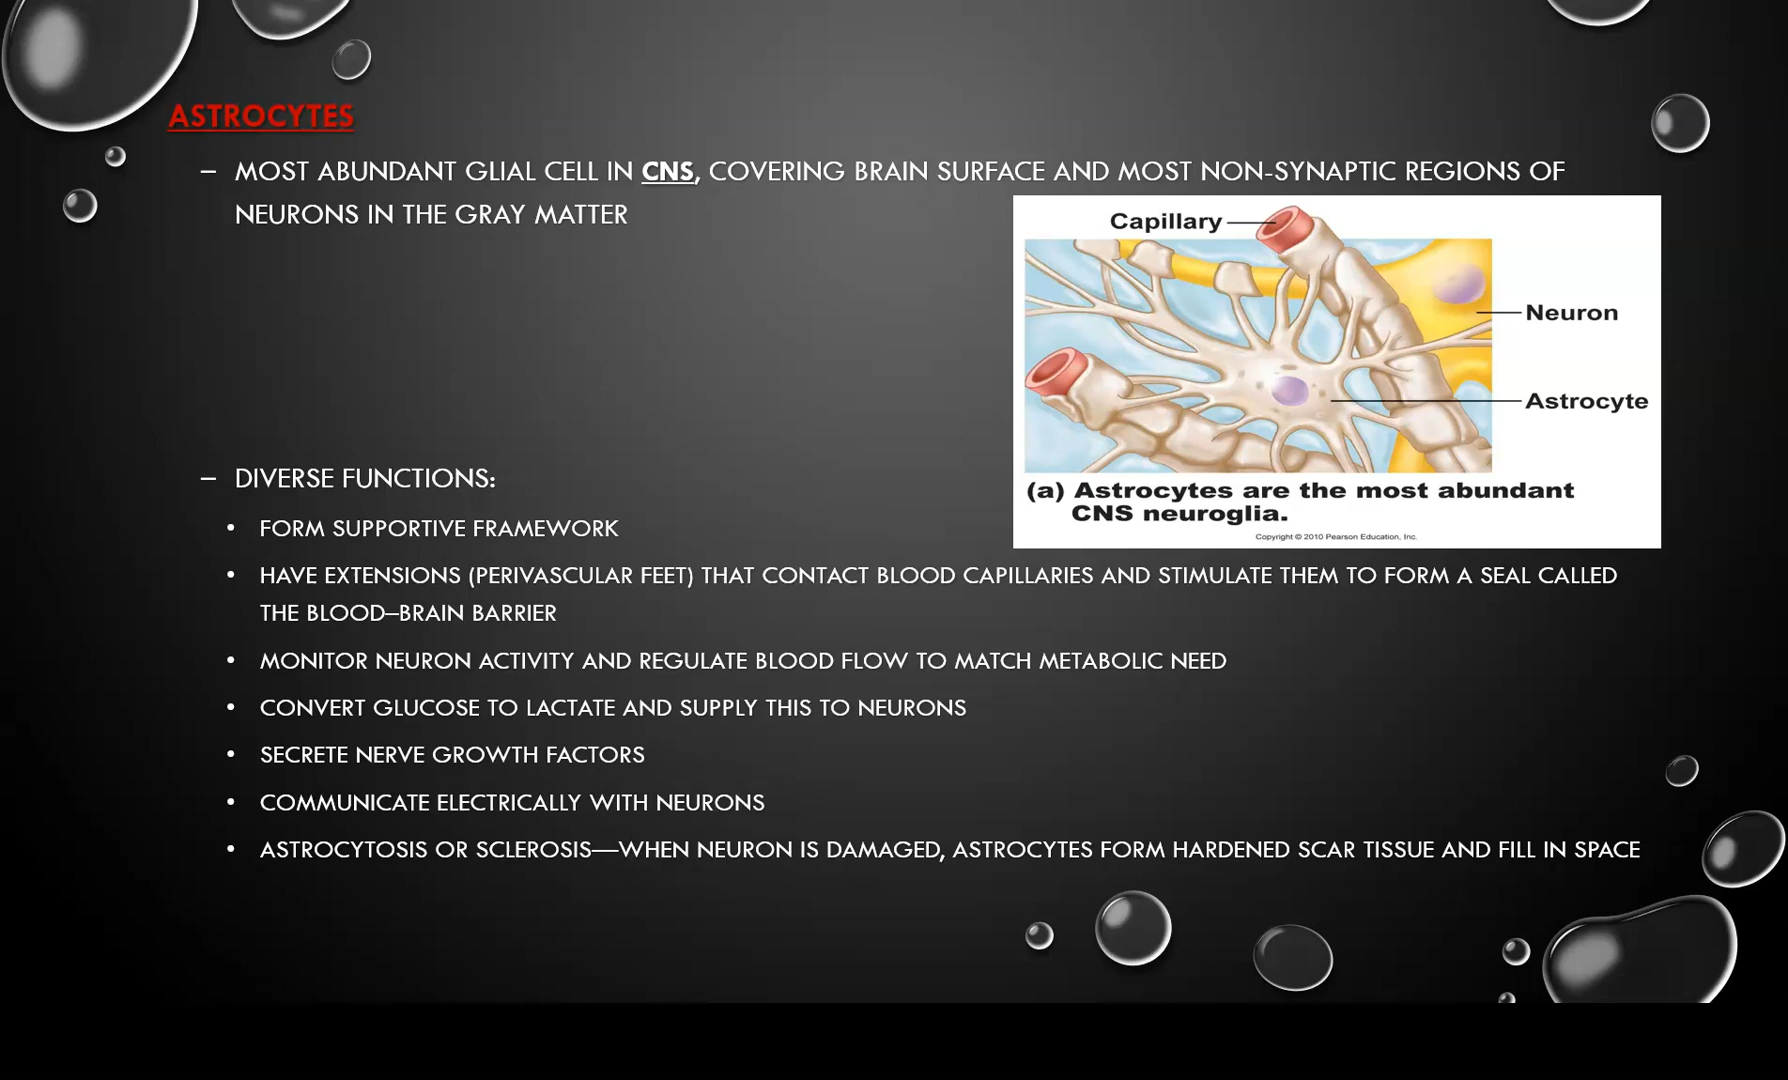 ASTROCYTES
– MOST ABUNDANT GLIAL CELL IN CNS, COVERING BRAIN SURFACE AND MOST NON-SYNAPTIC REGIONS OF
NEURONS IN THE GRAY MATTER
Capillary
Neuron
Astrocyte
(a) Astrocytes are the most abundant
CNS neuroglia.
Copyright © 2010 Pearson Education, Inc.
– DIVERSE FUNCTIONS:
• FORM SUPPORTIVE FRAMEWORK
• HAVE EXTENSIONS (PERIVASCULAR FEET) THAT CONTACT BLOOD CAPILLARIES AND STIMULATE THEM TO FORM A SEAL CALLED
THE BLOOD–BRAIN BARRIER
• MONITOR NEURON ACTIVITY AND REGULATE BLOOD FLOW TO MATCH METABOLIC NEED
• CONVERT GLUCOSE TO LACTATE AND SUPPLY THIS TO NEURONS
• SECRETE NERVE GROWTH FACTORS
• COMMUNICATE ELECTRICALLY WITH NEURONS
• ASTROCYTOSIS OR SCLEROSIS—WHEN NEURON IS DAMAGED, ASTROCYTES FORM HARDENED SCAR TISSUE AND FILL IN SPACE